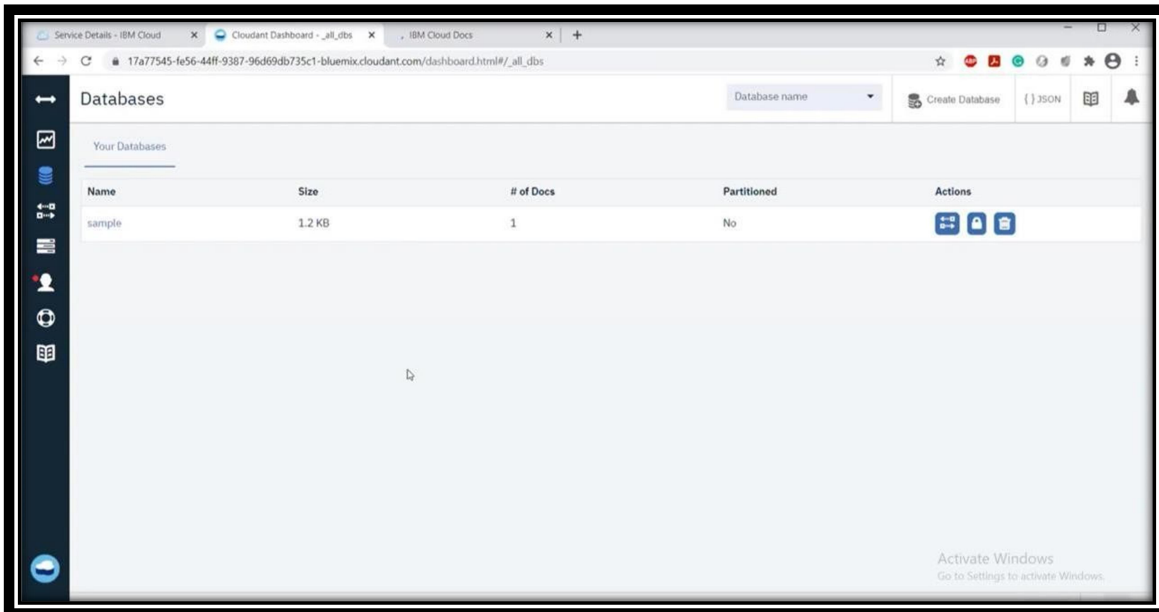 Service Details - IBM Cloud
Cloudant Dashboard - _all_dbs
IBM Cloud Docs
17a77545-fe56-44ff-9387-96d69db735c1-bluemix.cloudant.com/dashboard.html#/_all_dbs
ABP
Databases
Database name
Create Database
{ } JSON
Your Databases
Name Size # of Docs Partitioned Actions
sample 1.2 KB 1 No
Activate Windows
Go to Settings to activate Windows.